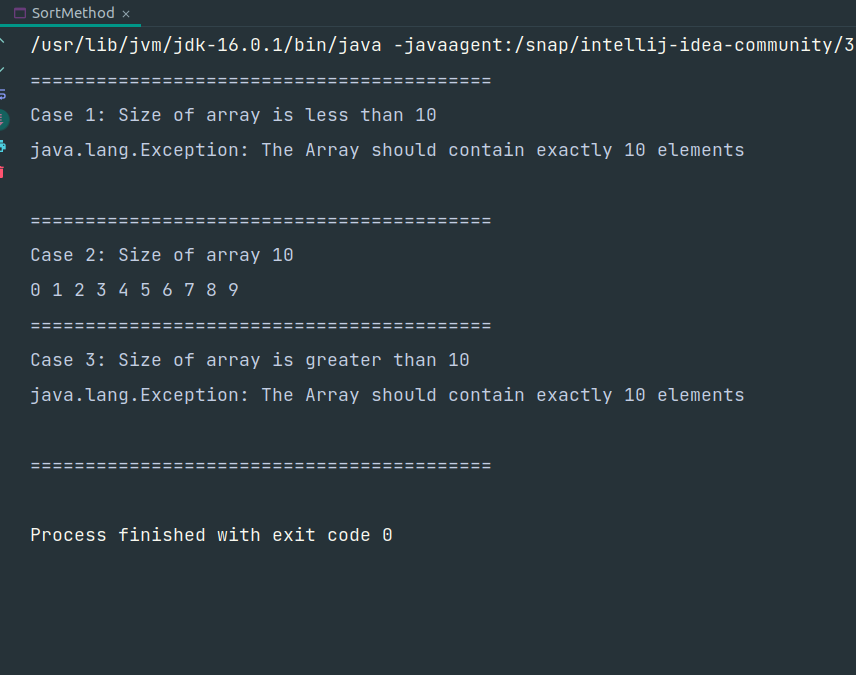 SortMethod ×
/usr/lib/jvm/jdk-16.0.1/bin/java -javaagent:/snap/intellij-idea-community/3
==========================================
Case 1: Size of array is less than 10
java.lang.Exception: The Array should contain exactly 10 elements
==========================================
Case 2: Size of array 10
0 1 2 3 4 5 6 7 8 9
==========================================
Case 3: Size of array is greater than 10
java.lang.Exception: The Array should contain exactly 10 elements
==========================================
Process finished with exit code 0